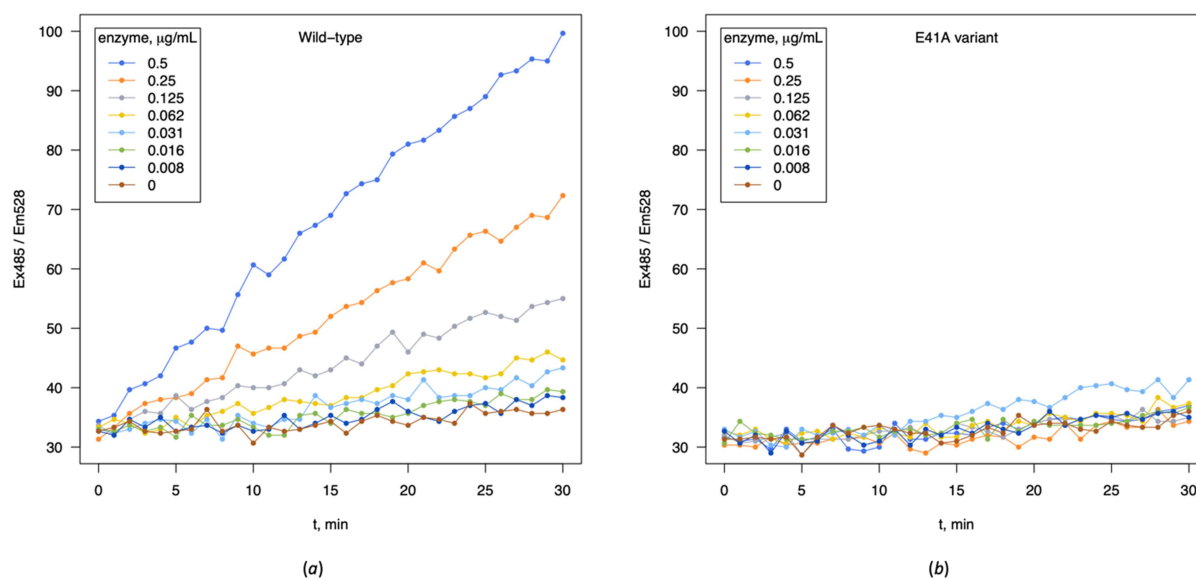 Wild−type
enzyme, μg/mL
0.5
0.25
0.125
0.062
0.031
0.016
0.008
0
Ex485 / Em528
100
90
80
70
60
50
40
30
0 5 10 15 20 25 30
t, min
(a)
E41A variant
enzyme, μg/mL
0.5
0.25
0.125
0.062
0.031
0.016
0.008
0
Ex485 / Em528
100
90
80
70
60
50
40
30
0 5 10 15 20 25 30
t, min
(b)